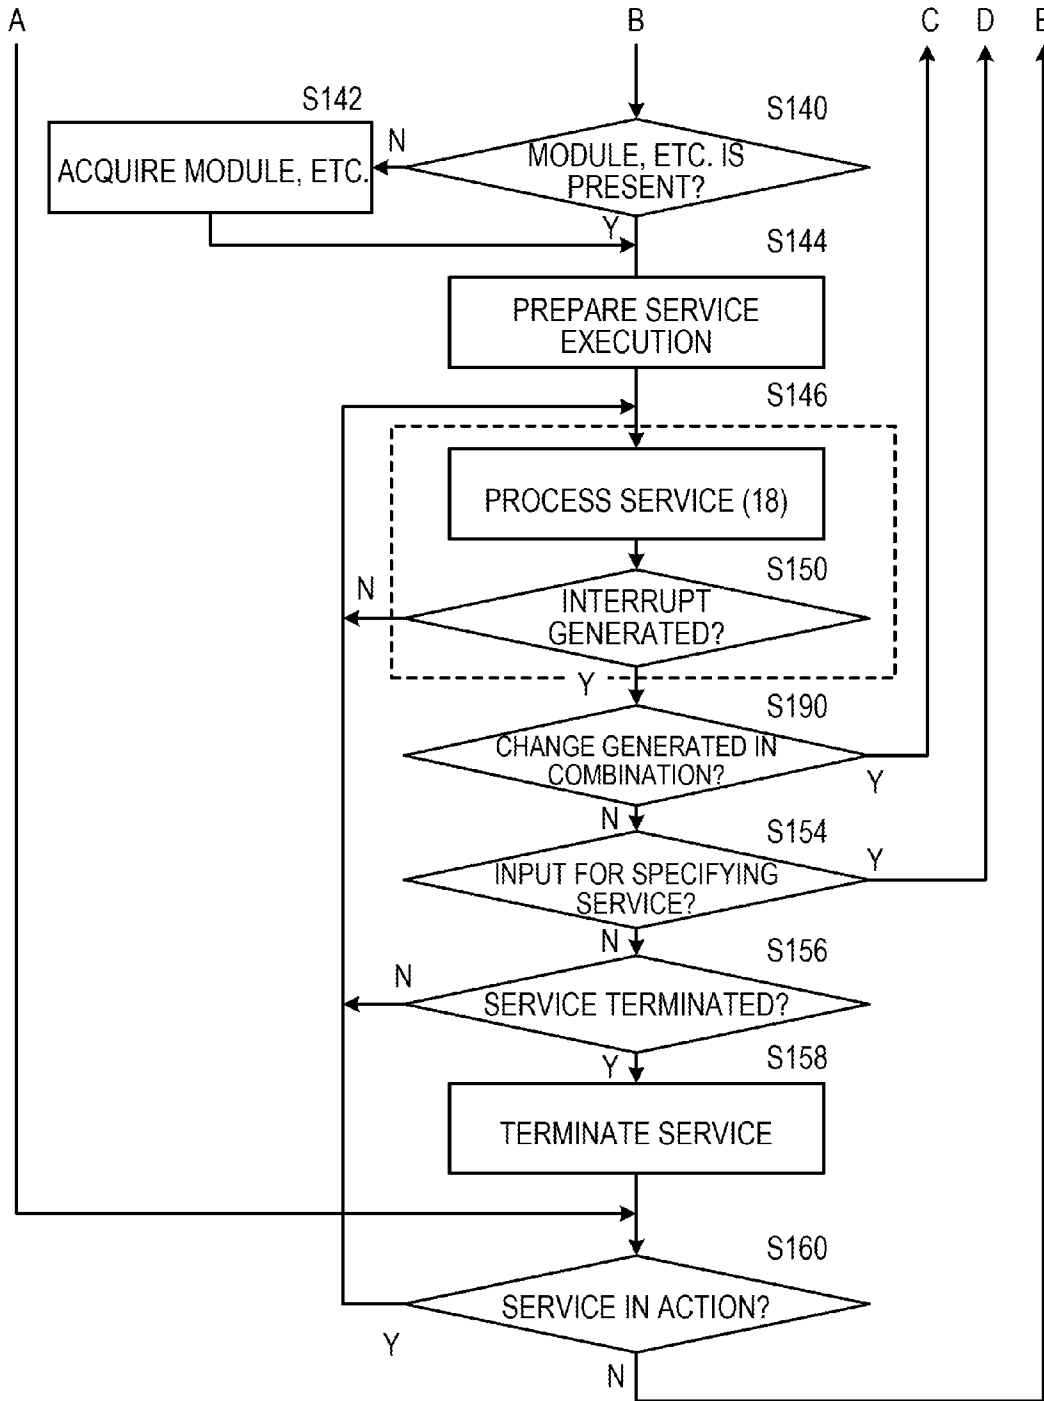 A
B
C
D
E
S142
S140
ACQUIRE MODULE, ETC.
N
MODULE, ETC. IS
PRESENT?
Y
S144
PREPARE SERVICE
EXECUTION
S146
PROCESS SERVICE (18)
S150
N
INTERRUPT
GENERATED?
Y
S190
CHANGE GENERATED IN
COMBINATION?
Y
N
S154
INPUT FOR SPECIFYING
SERVICE?
Y
N
S156
N
SERVICE TERMINATED?
Y
S158
TERMINATE SERVICE
S160
SERVICE IN ACTION?
Y
N